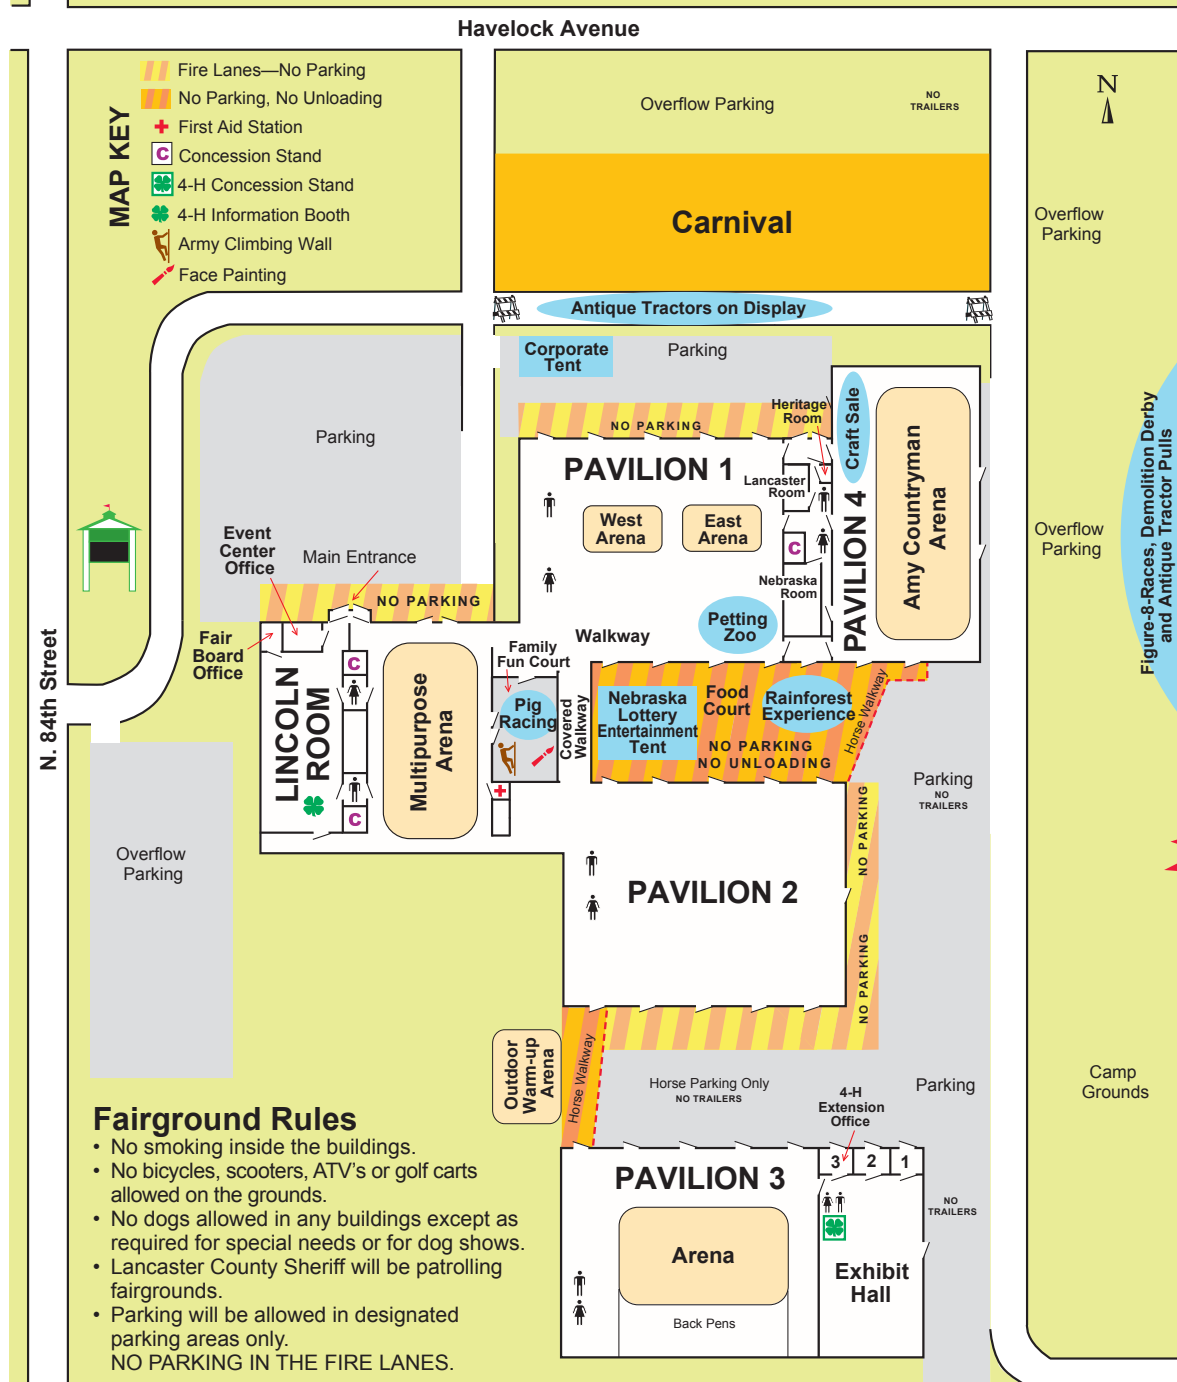 Havelock Avenue
MAP KEY
Fire Lanes—No Parking
No Parking, No Unloading
First Aid Station
C Concession Stand
4-H Concession Stand
4-H Information Booth
Army Climbing Wall
Face Painting
Overflow Parking
NO
TRAILERS
N
Carnival
Overflow
Parking
Antique Tractors on Display
Corporate
Tent
Parking
Parking
NO PARKING
Heritage
Room
Craft Sale
PAVILION 1
Lancaster
Room
West
Arena
East
Arena
C
Nebraska
Room
PAVILION 4
Amy Countryman
Arena
Overflow
Parking
Figure-8-Races, Demolition Derby
and Antique Tractor Pulls
Event
Center
Office
Main Entrance
NO PARKING
Fair
Board
Office
N. 84th Street
Petting
Zoo
Walkway
Family
Fun Court
LINCOLN
ROOM
C
C
Multipurpose
Arena
Pig
Racing
Covered
Walkway
Nebraska
Lottery
Entertainment
Tent
Food
Court
Rainforest
Experience
NO PARKING
NO UNLOADING
Horse Walkway
Parking
NO
TRAILERS
Overflow
Parking
NO PARKING
PAVILION 2
NO PARKING
Outdoor
Warm-up
Arena
Horse Walkway
Horse Parking Only
NO TRAILERS
Parking
Camp
Grounds
4-H
Extension
Office
3
2
1
PAVILION 3
Arena
Back Pens
Exhibit
Hall
NO
TRAILERS
Fairground Rules
• No smoking inside the buildings.
• No bicycles, scooters, ATV's or golf carts
allowed on the grounds.
• No dogs allowed in any buildings except as
required for special needs or for dog shows.
• Lancaster County Sheriff will be patrolling
fairgrounds.
• Parking will be allowed in designated
parking areas only.
NO PARKING IN THE FIRE LANES.